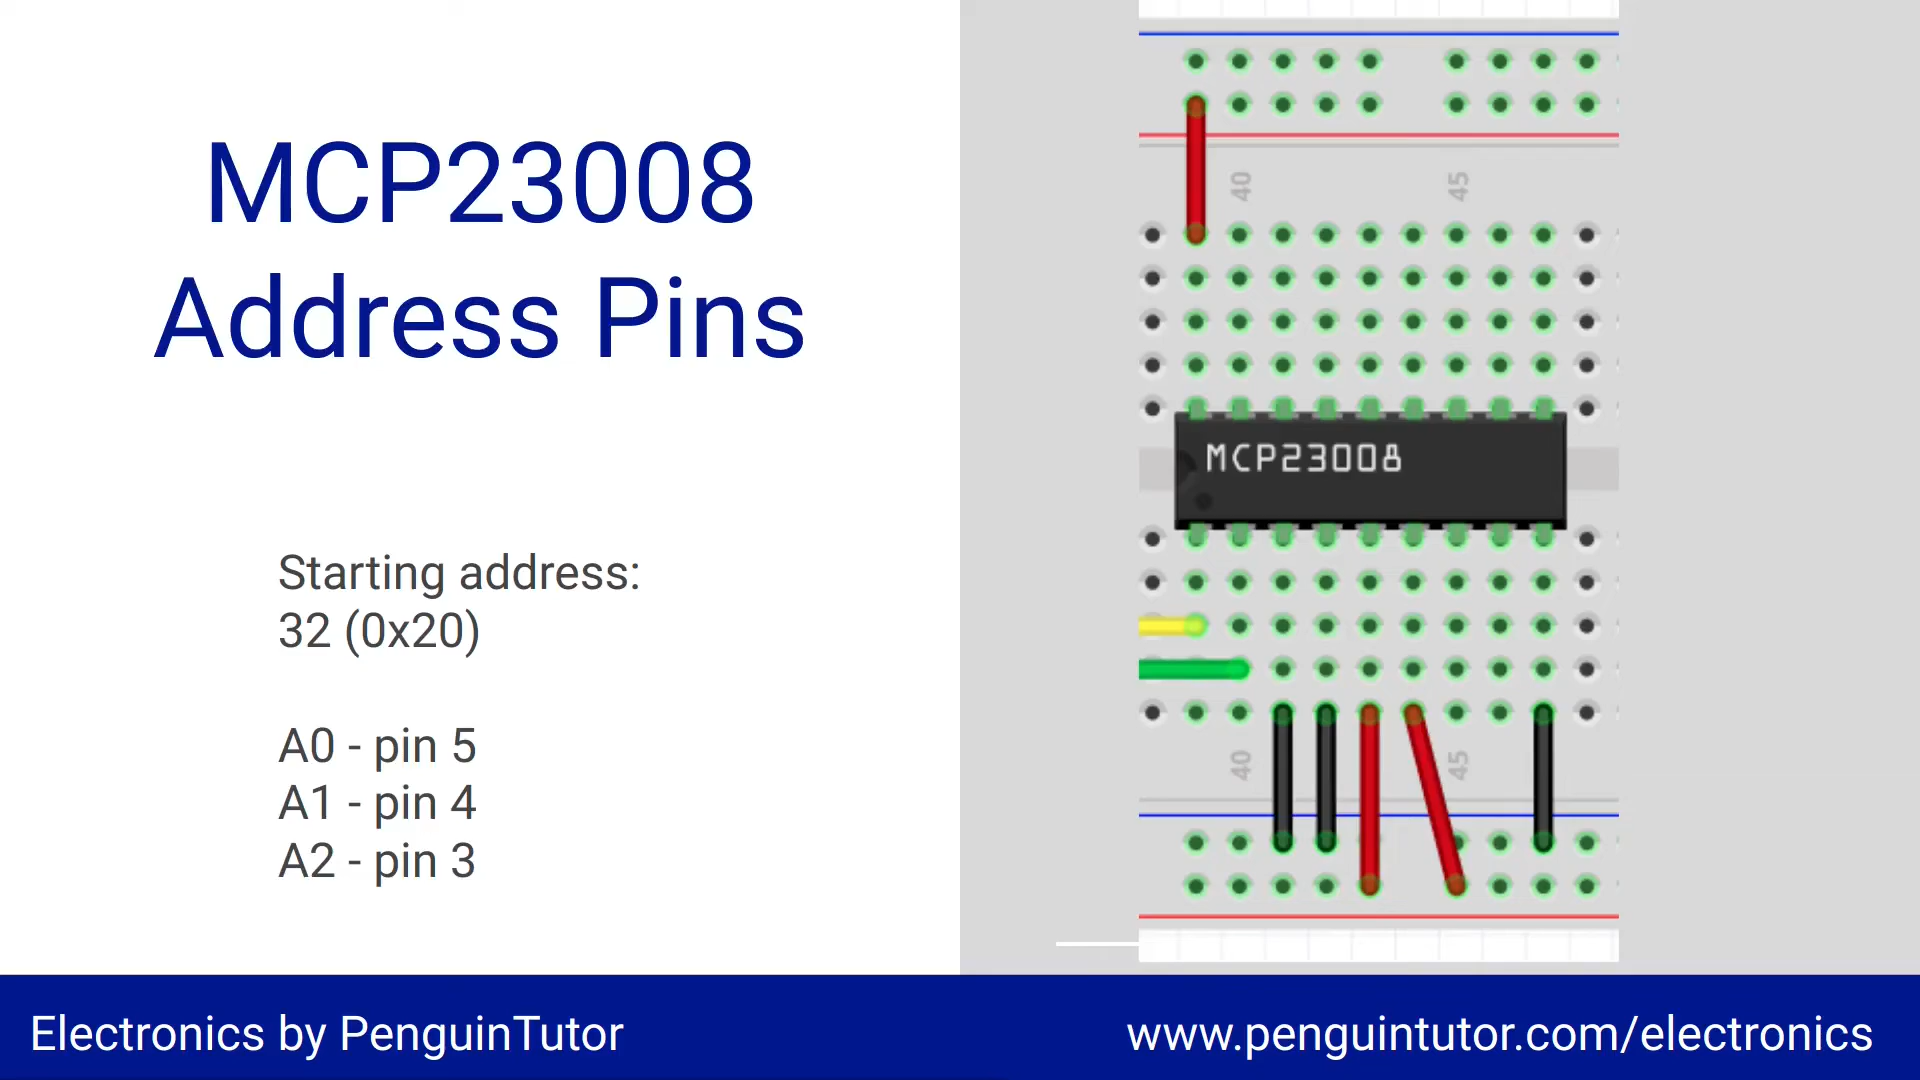 MCP23008
Address Pins
Starting address:
32 (0x20)
A0 - pin 5
A1 - pin 4
A2 - pin 3
40
45
MCP23008
40
45
Electronics by PenguinTutor
www.penguintutor.com/electronics